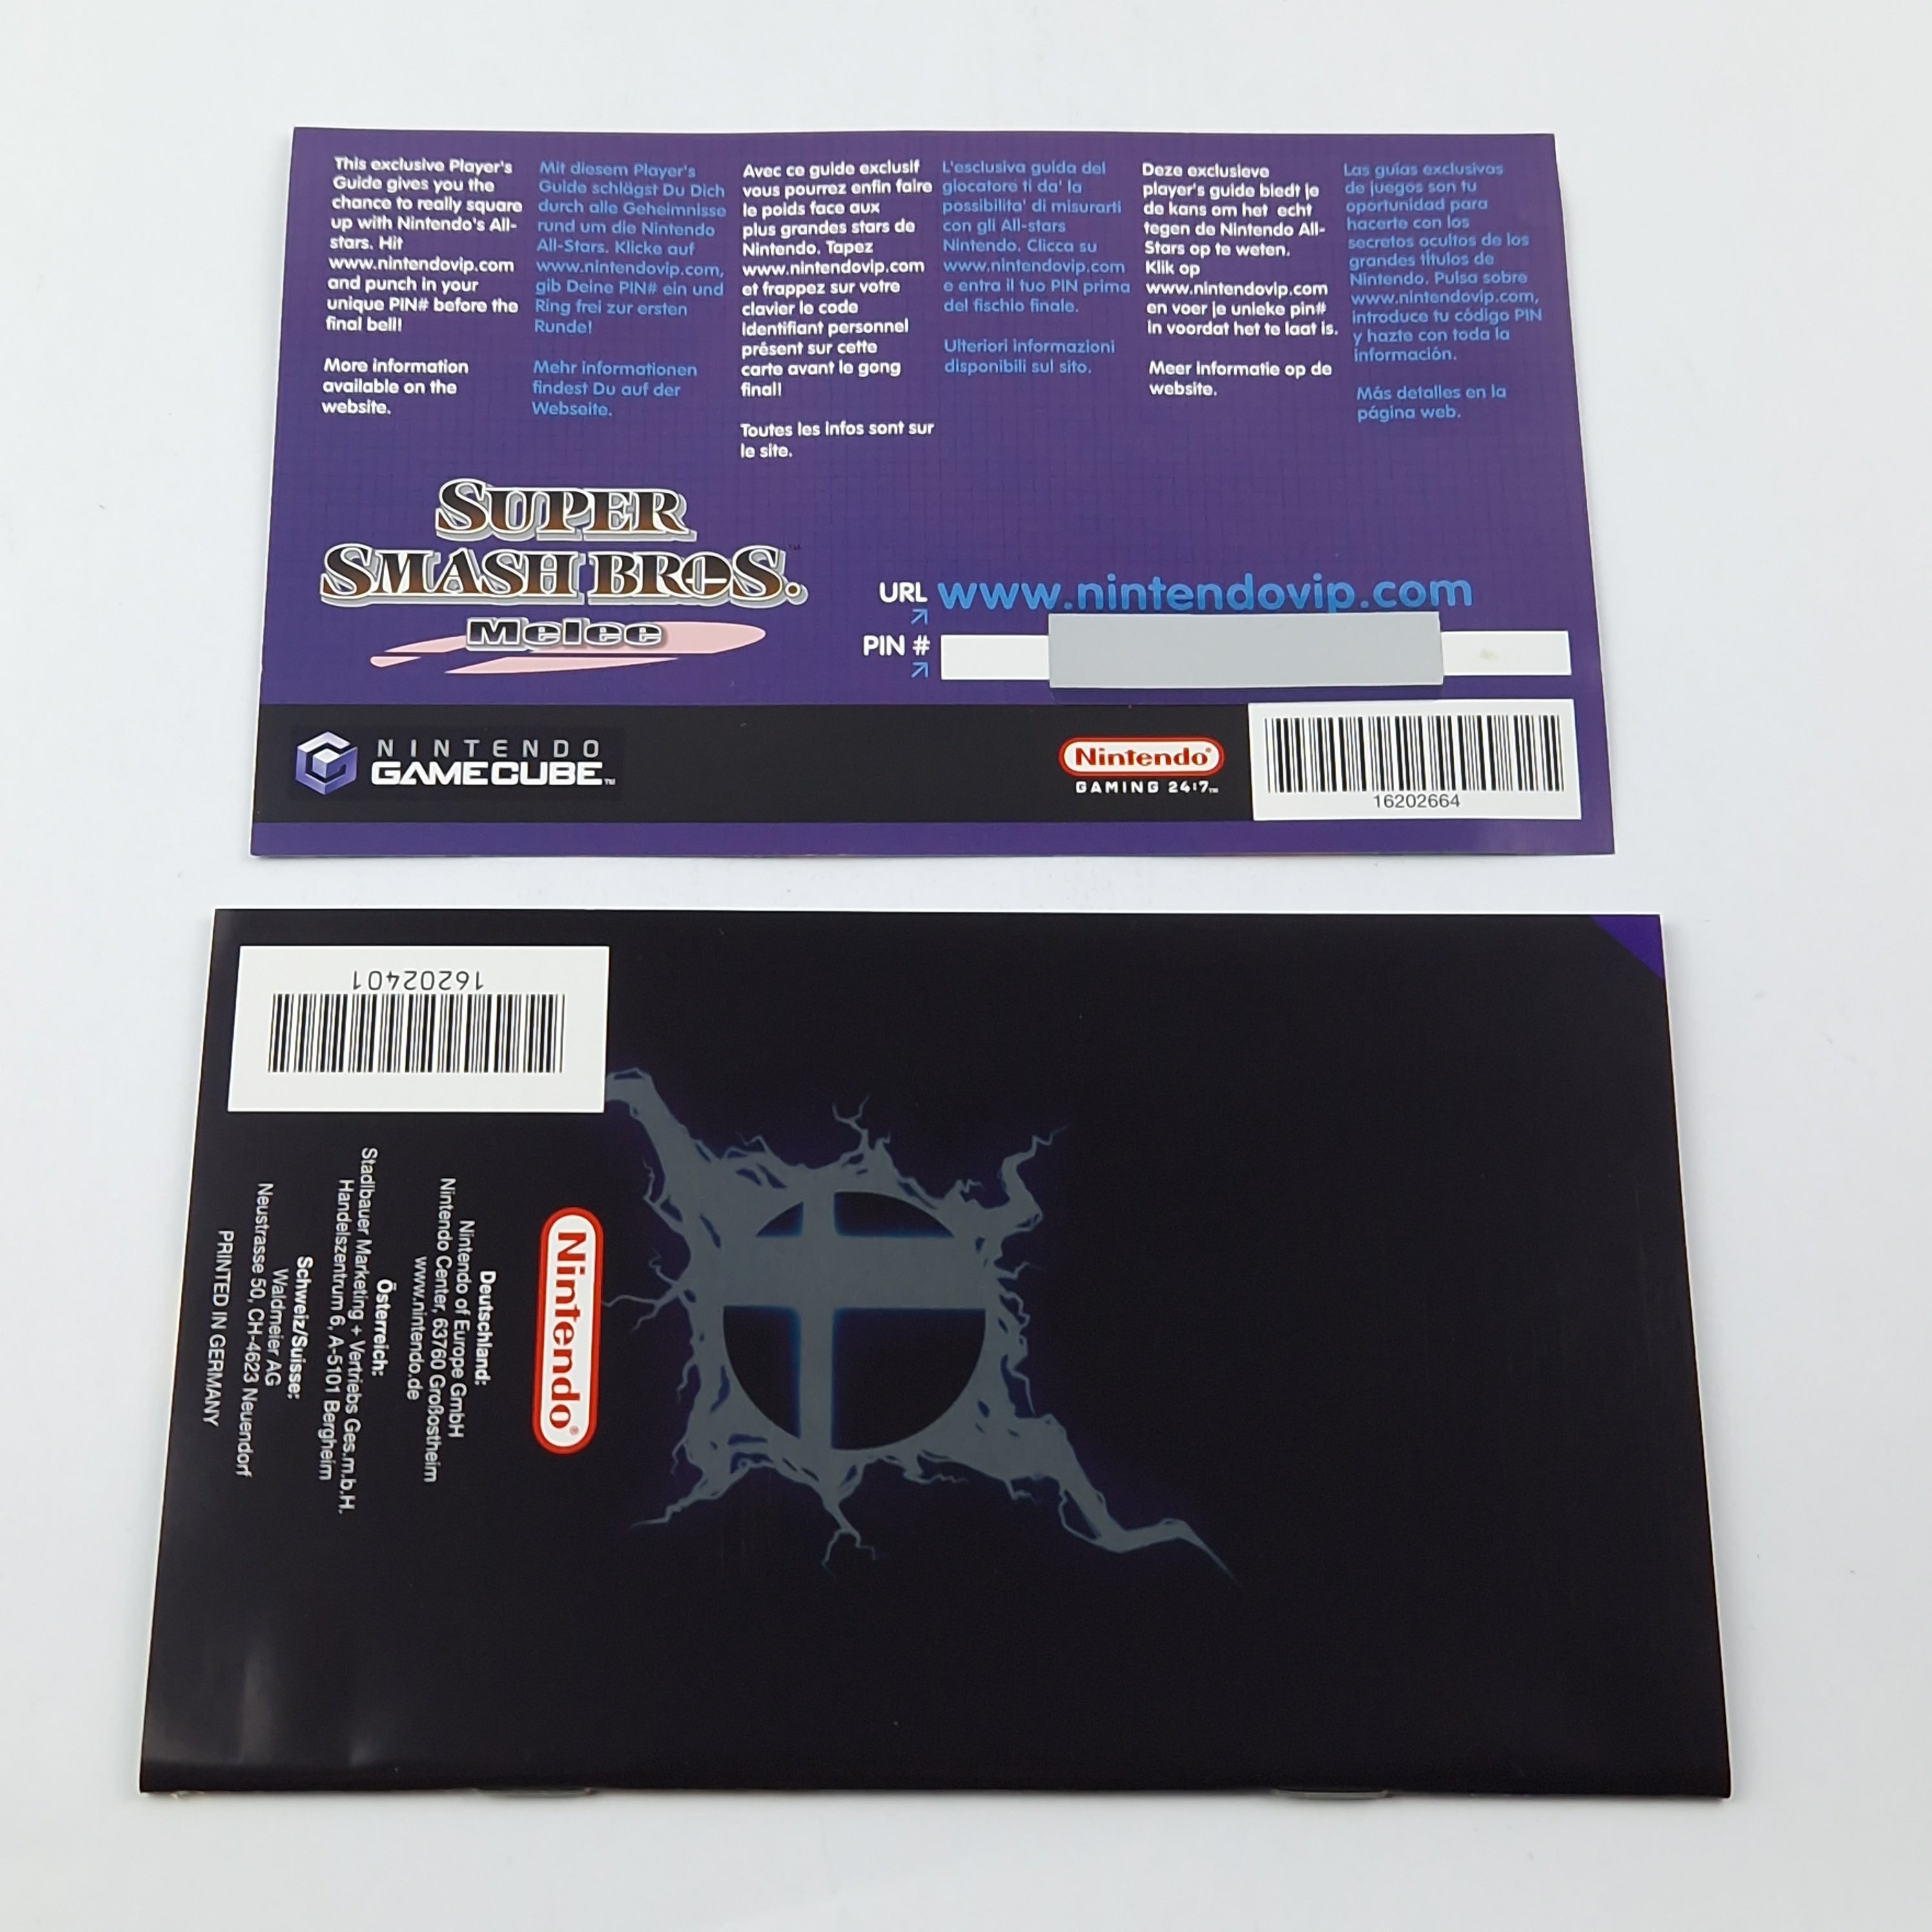 This exclusive Player's
Guide gives you the
chance to really square
up with Nintendo's All-
stars. Hit
www.nintendovip.com
and punch in your
unique PIN# before the
final bell!
More information
available on the
website.
Mit diesem Player's
Guide schlägst Du Dich
durch alle Geheimnisse
rund um die Nintendo
All-Stars. Klicke auf
www.nintendovip.com,
gib Deine PIN# ein und
Ring frei zur ersten
Runde!
Mehr informationen
findest Du auf der
Webseite.
Avec ce guide exclusif
vous pourrez enfin faire
le poids face aux
plus grandes stars de
Nintendo. Tapez
www.nintendovip.com
et frappez sur votre
clavier le code
identifiant personnel
présent sur cette
carte avant le gong
final!
Toutes les infos sont sur
le site.
L'esclusiva guida del
giocatore ti da' la
possibilita' di misurarti
con gli All-stars
Nintendo. Clicca su
www.nintendovip.com
e entra il tuo PIN prima
del fischio finale.
Ulteriori informazioni
disponibili sul sito.
Deze exclusieve
player's guide biedt je
de kans om het echt
tegen de Nintendo All-
Stars op te weten.
Klik op
www.nintendovip.com
en voer je unieke pin#
in voordat het te laat is.
Meer informatie op de
website.
Las guías exclusivas
de juegos son tu
oportunidad para
hacerte con los
secretos ocultos de los
grandes títulos de
Nintendo. Pulsa sobre
www.nintendovip.com,
introduce tu código PIN
y hazte con toda la
información.
Más detalles en la
página web.
SUPER
SMASH BROS.™
Melee
URL www.nintendovip.com
PIN #
NINTENDO
GAMECUBE™
Nintendo®
GAMING 24:7™
16202664
16202401
Nintendo®
Deutschland:
Nintendo of Europe GmbH
Nintendo Center, 63760 Großostheim
www.nintendo.de
Österreich:
Stadlbauer Marketing + Vertriebs Ges.m.b.H.
Handelszentrum 6, A-5101 Bergheim
Schweiz/Suisse:
Waldmeier AG
Neustrasse 50, CH-4623 Neuendorf
PRINTED IN GERMANY